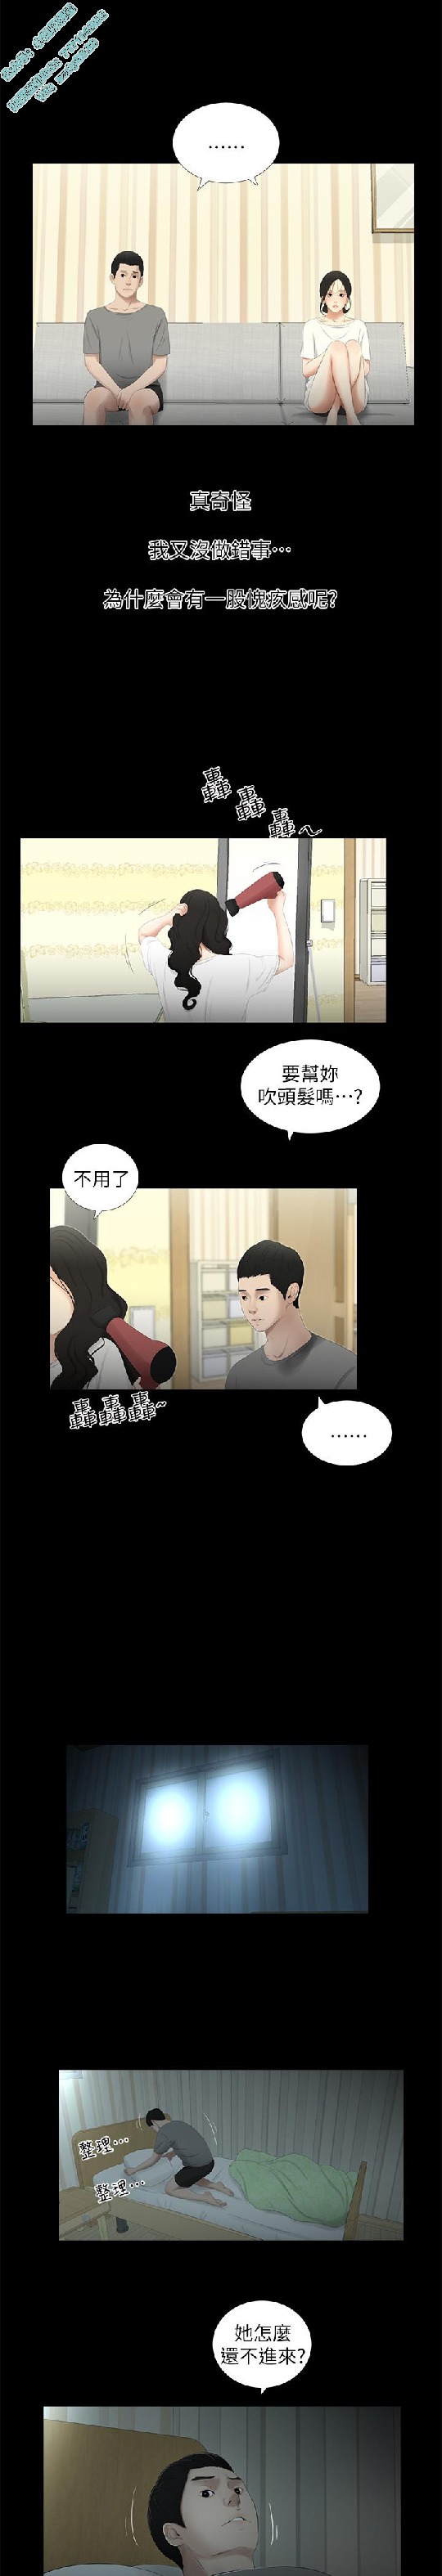 ……
真奇怪
我又沒做錯事…
為什麼會有一股愧疚感呢?
轟
轟
轟~
要幫妳
吹頭髮嗎…?
不用了
轟轟轟~
……
整理…
整理…
她怎麼
還不進來?